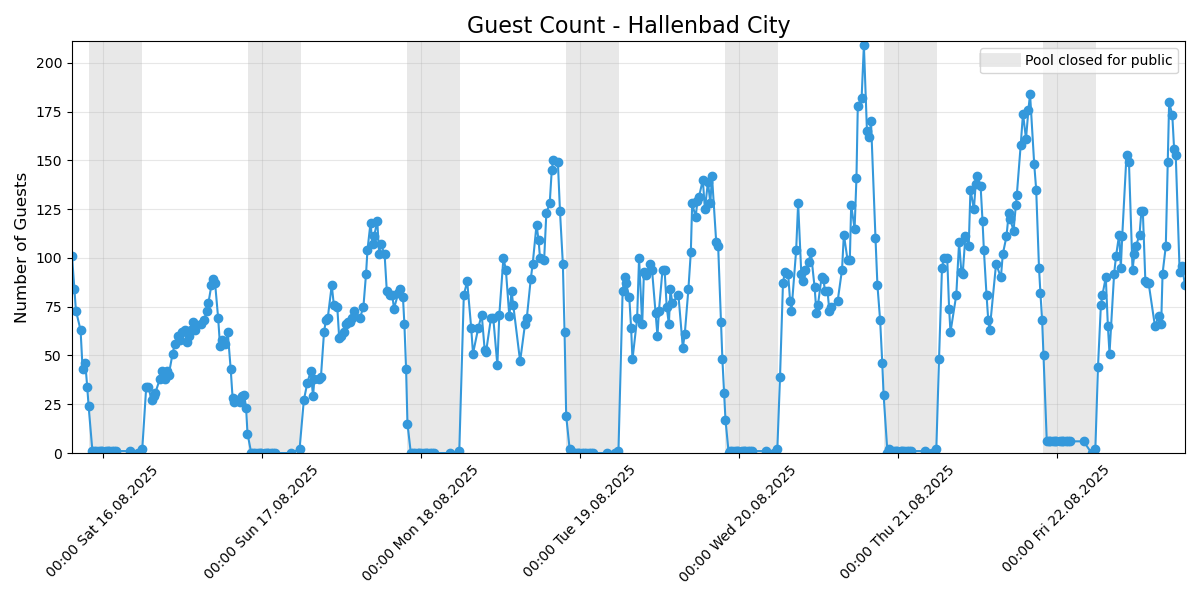 Guest Count - Hallenbad City
Pool closed for public
Number of Guests
200
175
150
125
100
75
50
25
0
00:00 Sat 16.08.2025
00:00 Sun 17.08.2025
00:00 Mon 18.08.2025
00:00 Tue 19.08.2025
00:00 Wed 20.08.2025
00:00 Thu 21.08.2025
00:00 Fri 22.08.2025